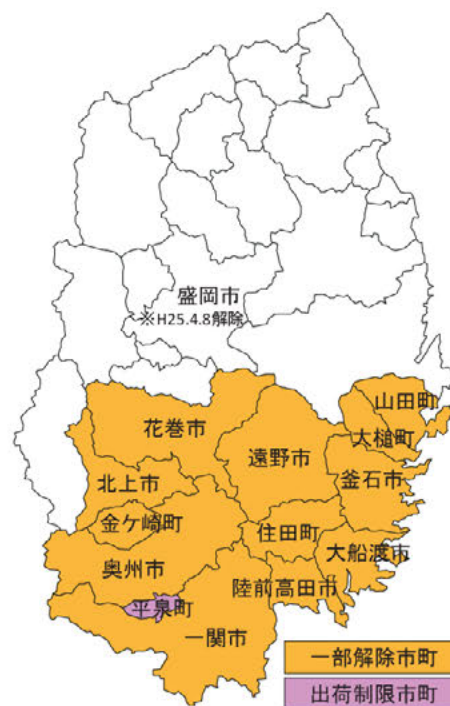 盛岡市
※H25.4.8解除
山田町
花巻市
大槌町
遠野市
釜石市
北上市
金ケ崎町
住田町
大船渡市
奥州市
陸前高田市
平泉町
一関市
一部解除市町
出荷制限市町